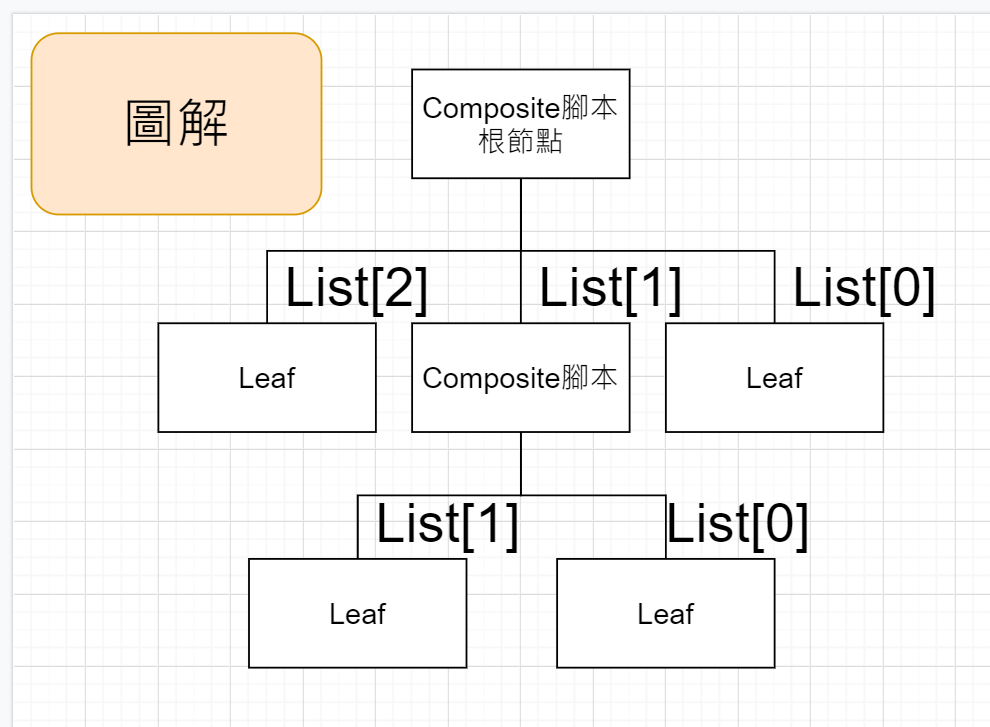 圖解
Composite腳本
根節點
List[2]
List[1]
List[0]
Leaf
Composite腳本
Leaf
List[1]
List[0]
Leaf
Leaf